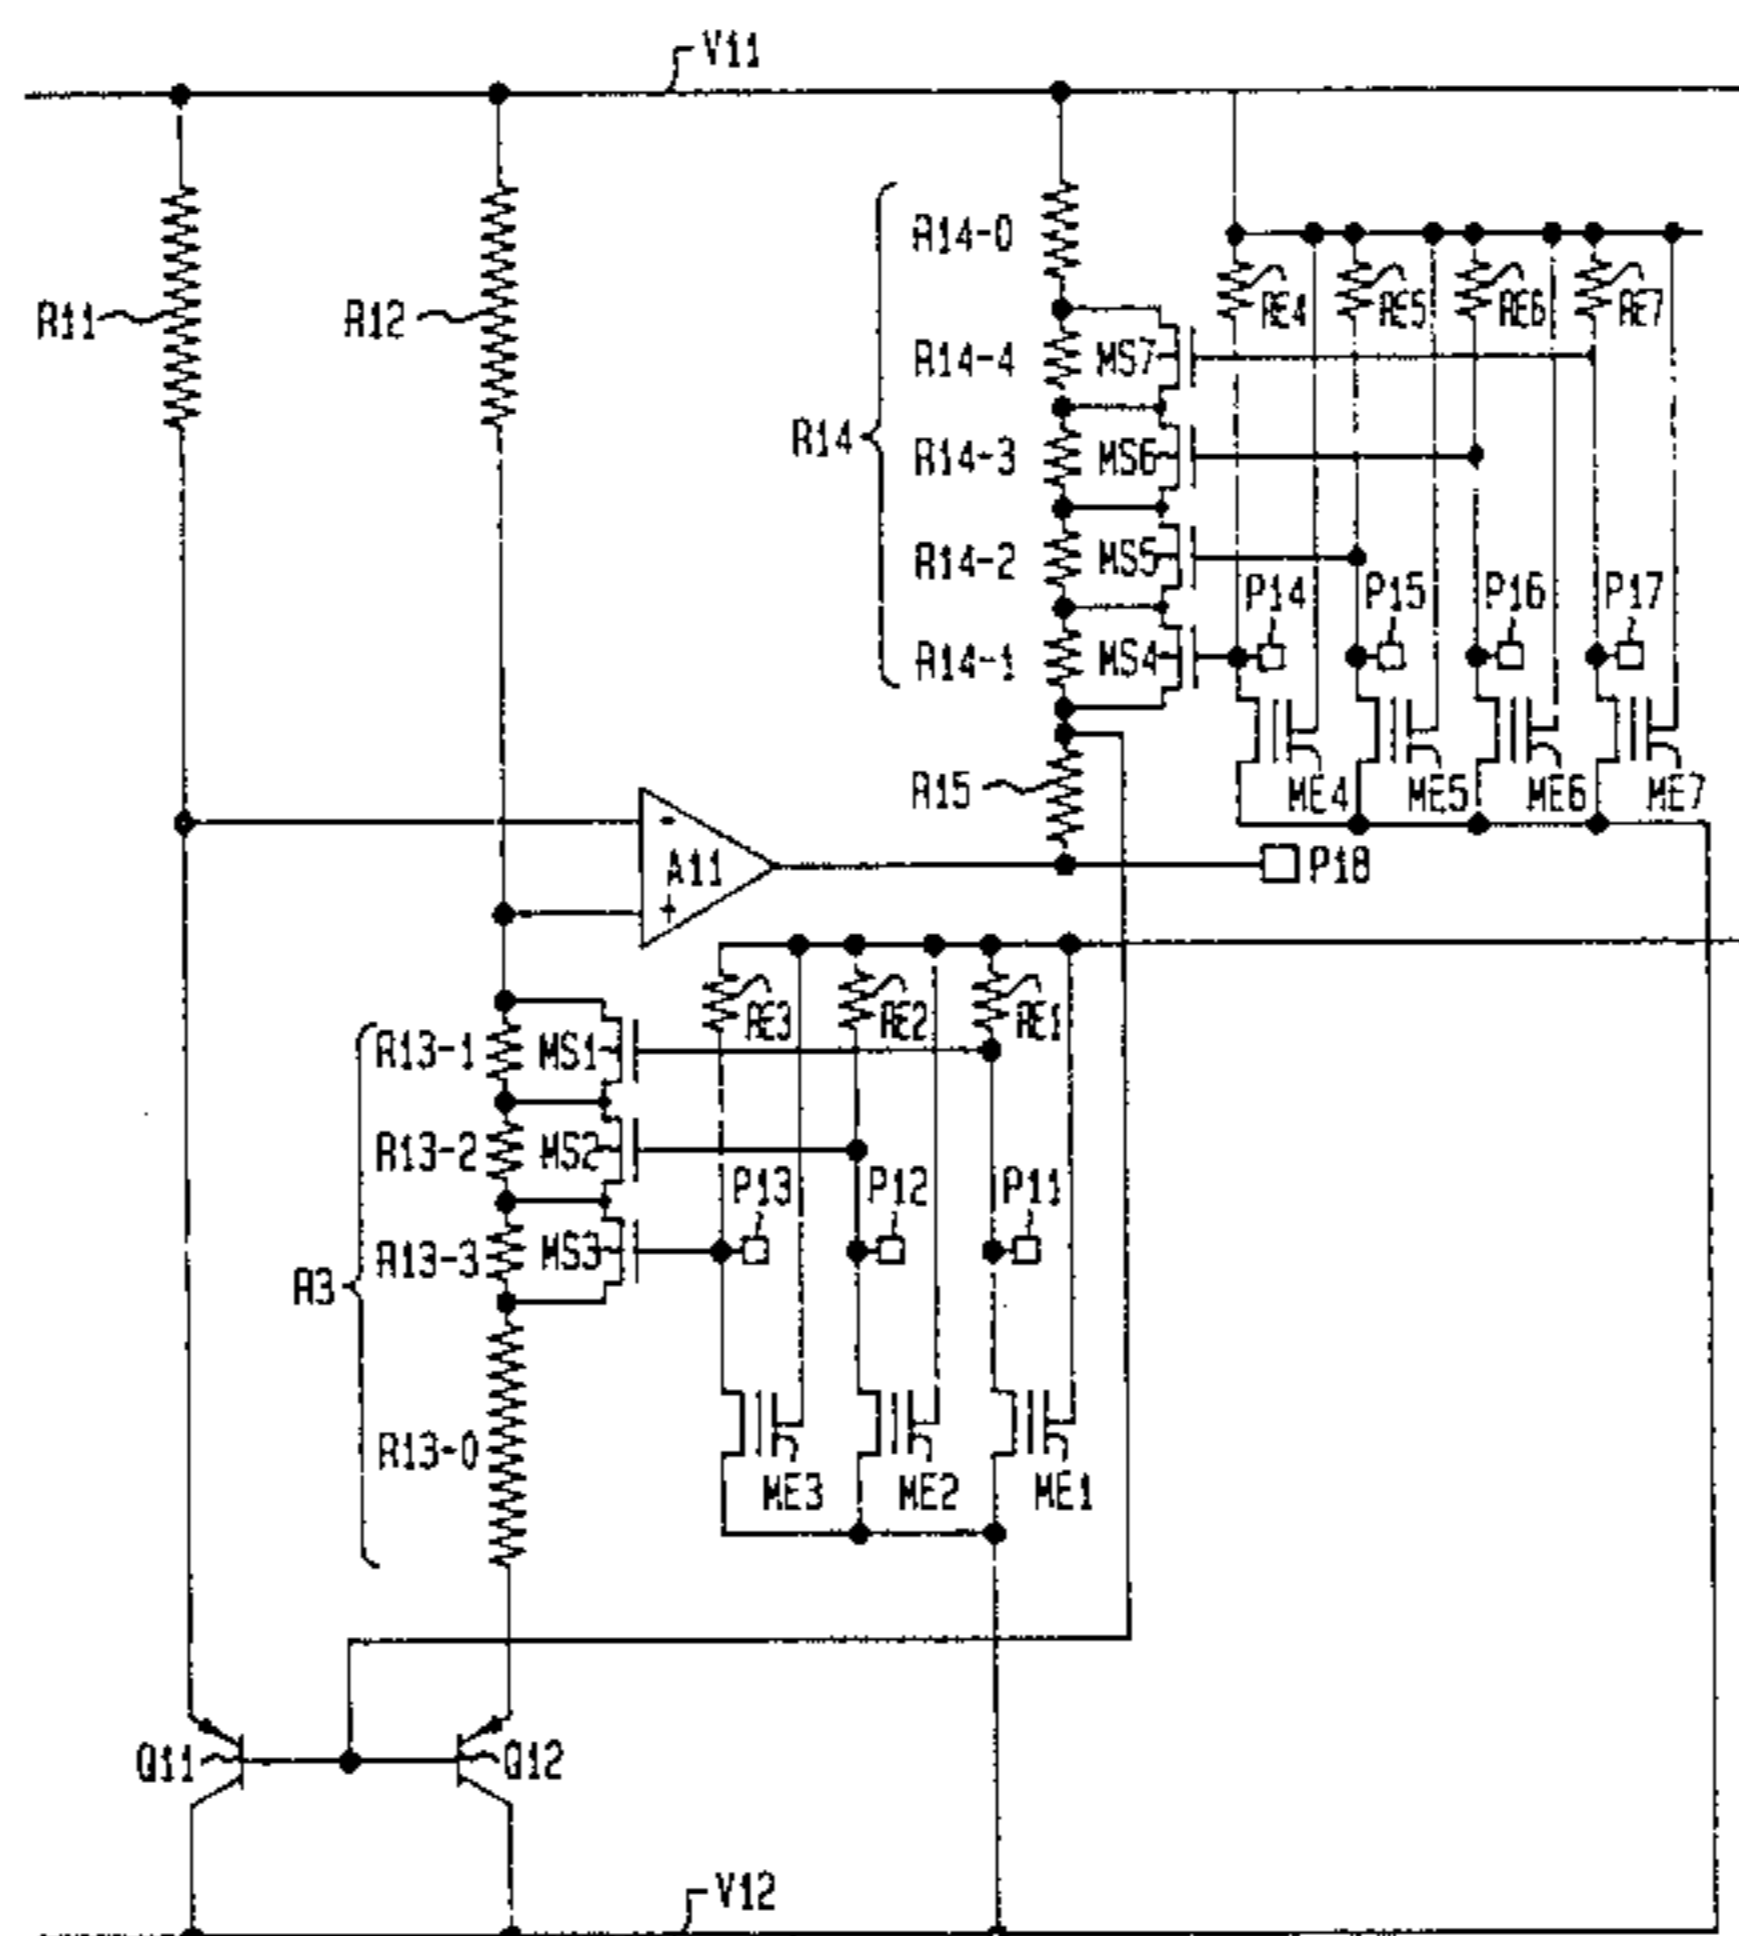 V11
R14-0
R11
R12
RE4
RE5
RE6
RE7
R14-4
MS7
R14
R14-3
MS6
R14-2
MS5
P14
P15
P16
P17
R14-1
MS4
R15
ME4
ME5
ME6
ME7
-
A11
+
P18
RE3
RE2
RE1
R13-1
MS1
R13-2
MS2
P13
P12
P11
R13-3
MS3
R3
R13-0
ME3
ME2
ME1
Q11
Q12
V12